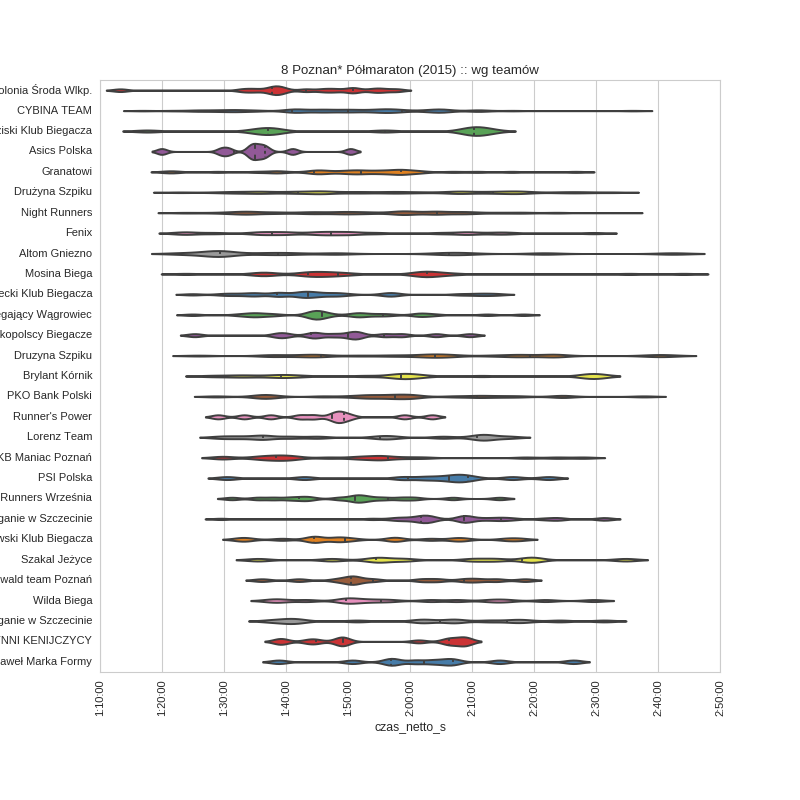 8 Poznan* Półmaraton (2015) :: wg teamów
olonia Środa Wlkp.
CYBINA TEAM
ziski Klub Biegacza
Asics Polska
Granatowi
Drużyna Szpiku
Night Runners
Fenix
Altom Gniezno
Mosina Biega
ecki Klub Biegacza
egający Wągrowiec
kopolscy Biegacze
Druzyna Szpiku
Brylant Kórnik
PKO Bank Polski
Runner's Power
Lorenz Team
KB Maniac Poznań
PSI Polska
Runners Września
eganie w Szczecinie
wski Klub Biegacza
Szakal Jeżyce
wald team Poznań
Wilda Biega
eganie w Szczecinie
NNI KENIJCZYCY
aweł Marka Formy
1:10:00
1:20:00
1:30:00
1:40:00
1:50:00
2:00:00
2:10:00
2:20:00
2:30:00
2:40:00
2:50:00
czas_netto_s